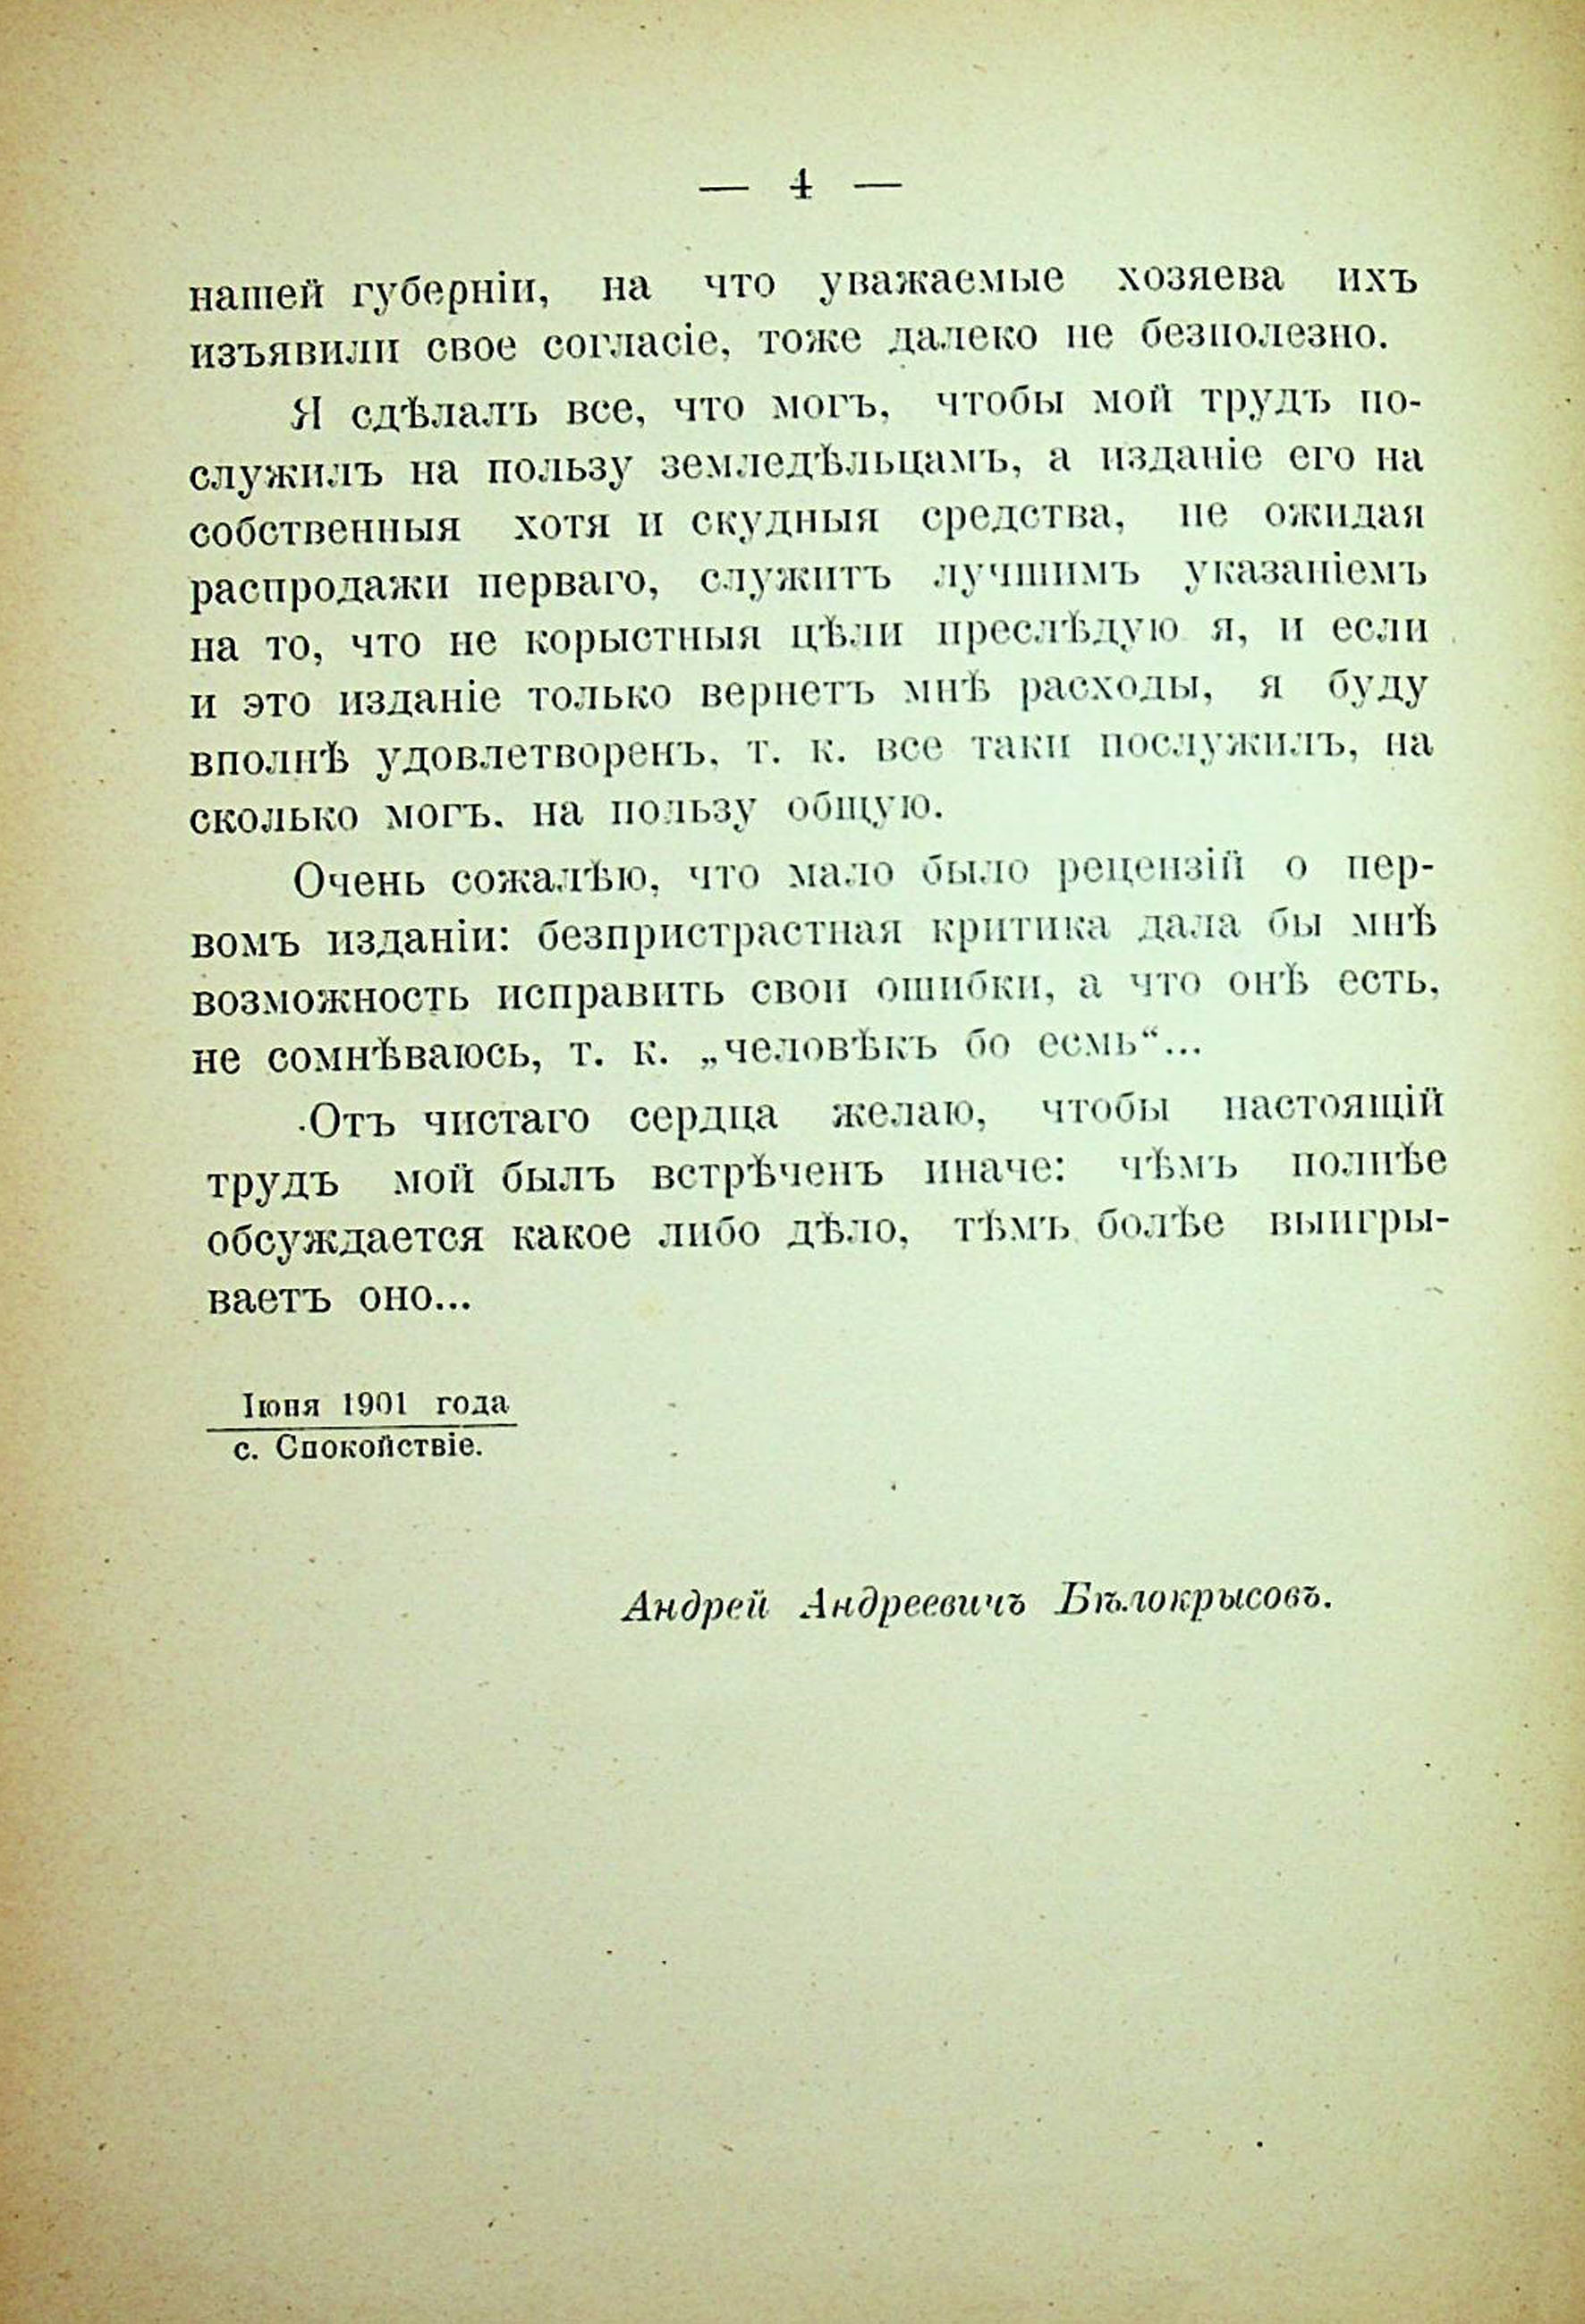 — 4 —
нашей губерніи, на что уважаемые хозяева ихъ
изъявили свое согласіе, тоже далеко не безполезно.
Я сдѣлалъ все, что могъ, чтобы мой трудъ по-
служилъ на пользу земледѣльцамъ, а изданіе его на
собственныя хотя и скудныя средства, не ожидая
распродажи перваго, служитъ лучшимъ указаніемъ
на то, что не корыстныя цѣли преслѣдую я, и если
и это изданіе только вернетъ мнѣ расходы, я буду
вполнѣ удовлетворенъ, т. к. все таки послужилъ, на
сколько могъ, на пользу общую.
Очень сожалѣю, что мало было рецензій о пер-
вомъ изданіи: безпристрастная критика дала бы мнѣ
возможность исправить свои ошибки, а что онѣ есть,
не сомнѣваюсь, т. к. „человѣкъ бо есмь“...
Отъ чистаго сердца желаю, чтобы настоящій
трудъ мой былъ встрѣченъ иначе: чѣмъ полнѣе
обсуждается какое либо дѣло, тѣмъ болѣе выигры-
ваетъ оно...
Іюня 1901 года
с. Спокойствіе.
Андрей Андреевичъ Бѣлокрысовъ.